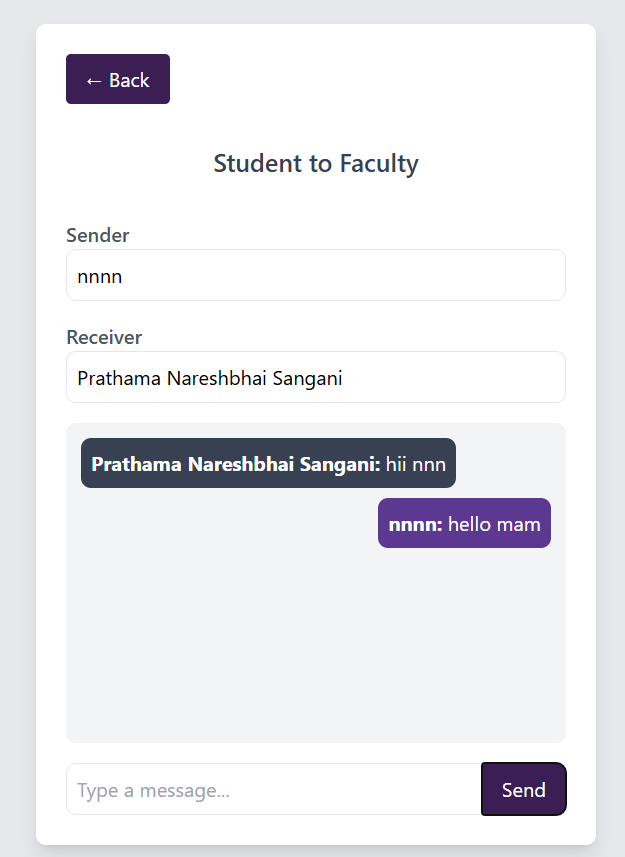 ← Back
Student to Faculty
Sender
nnnn
Receiver
Prathama Nareshbhai Sangani
Prathama Nareshbhai Sangani: hii nnn
nnnn: hello mam
Type a message...
Send